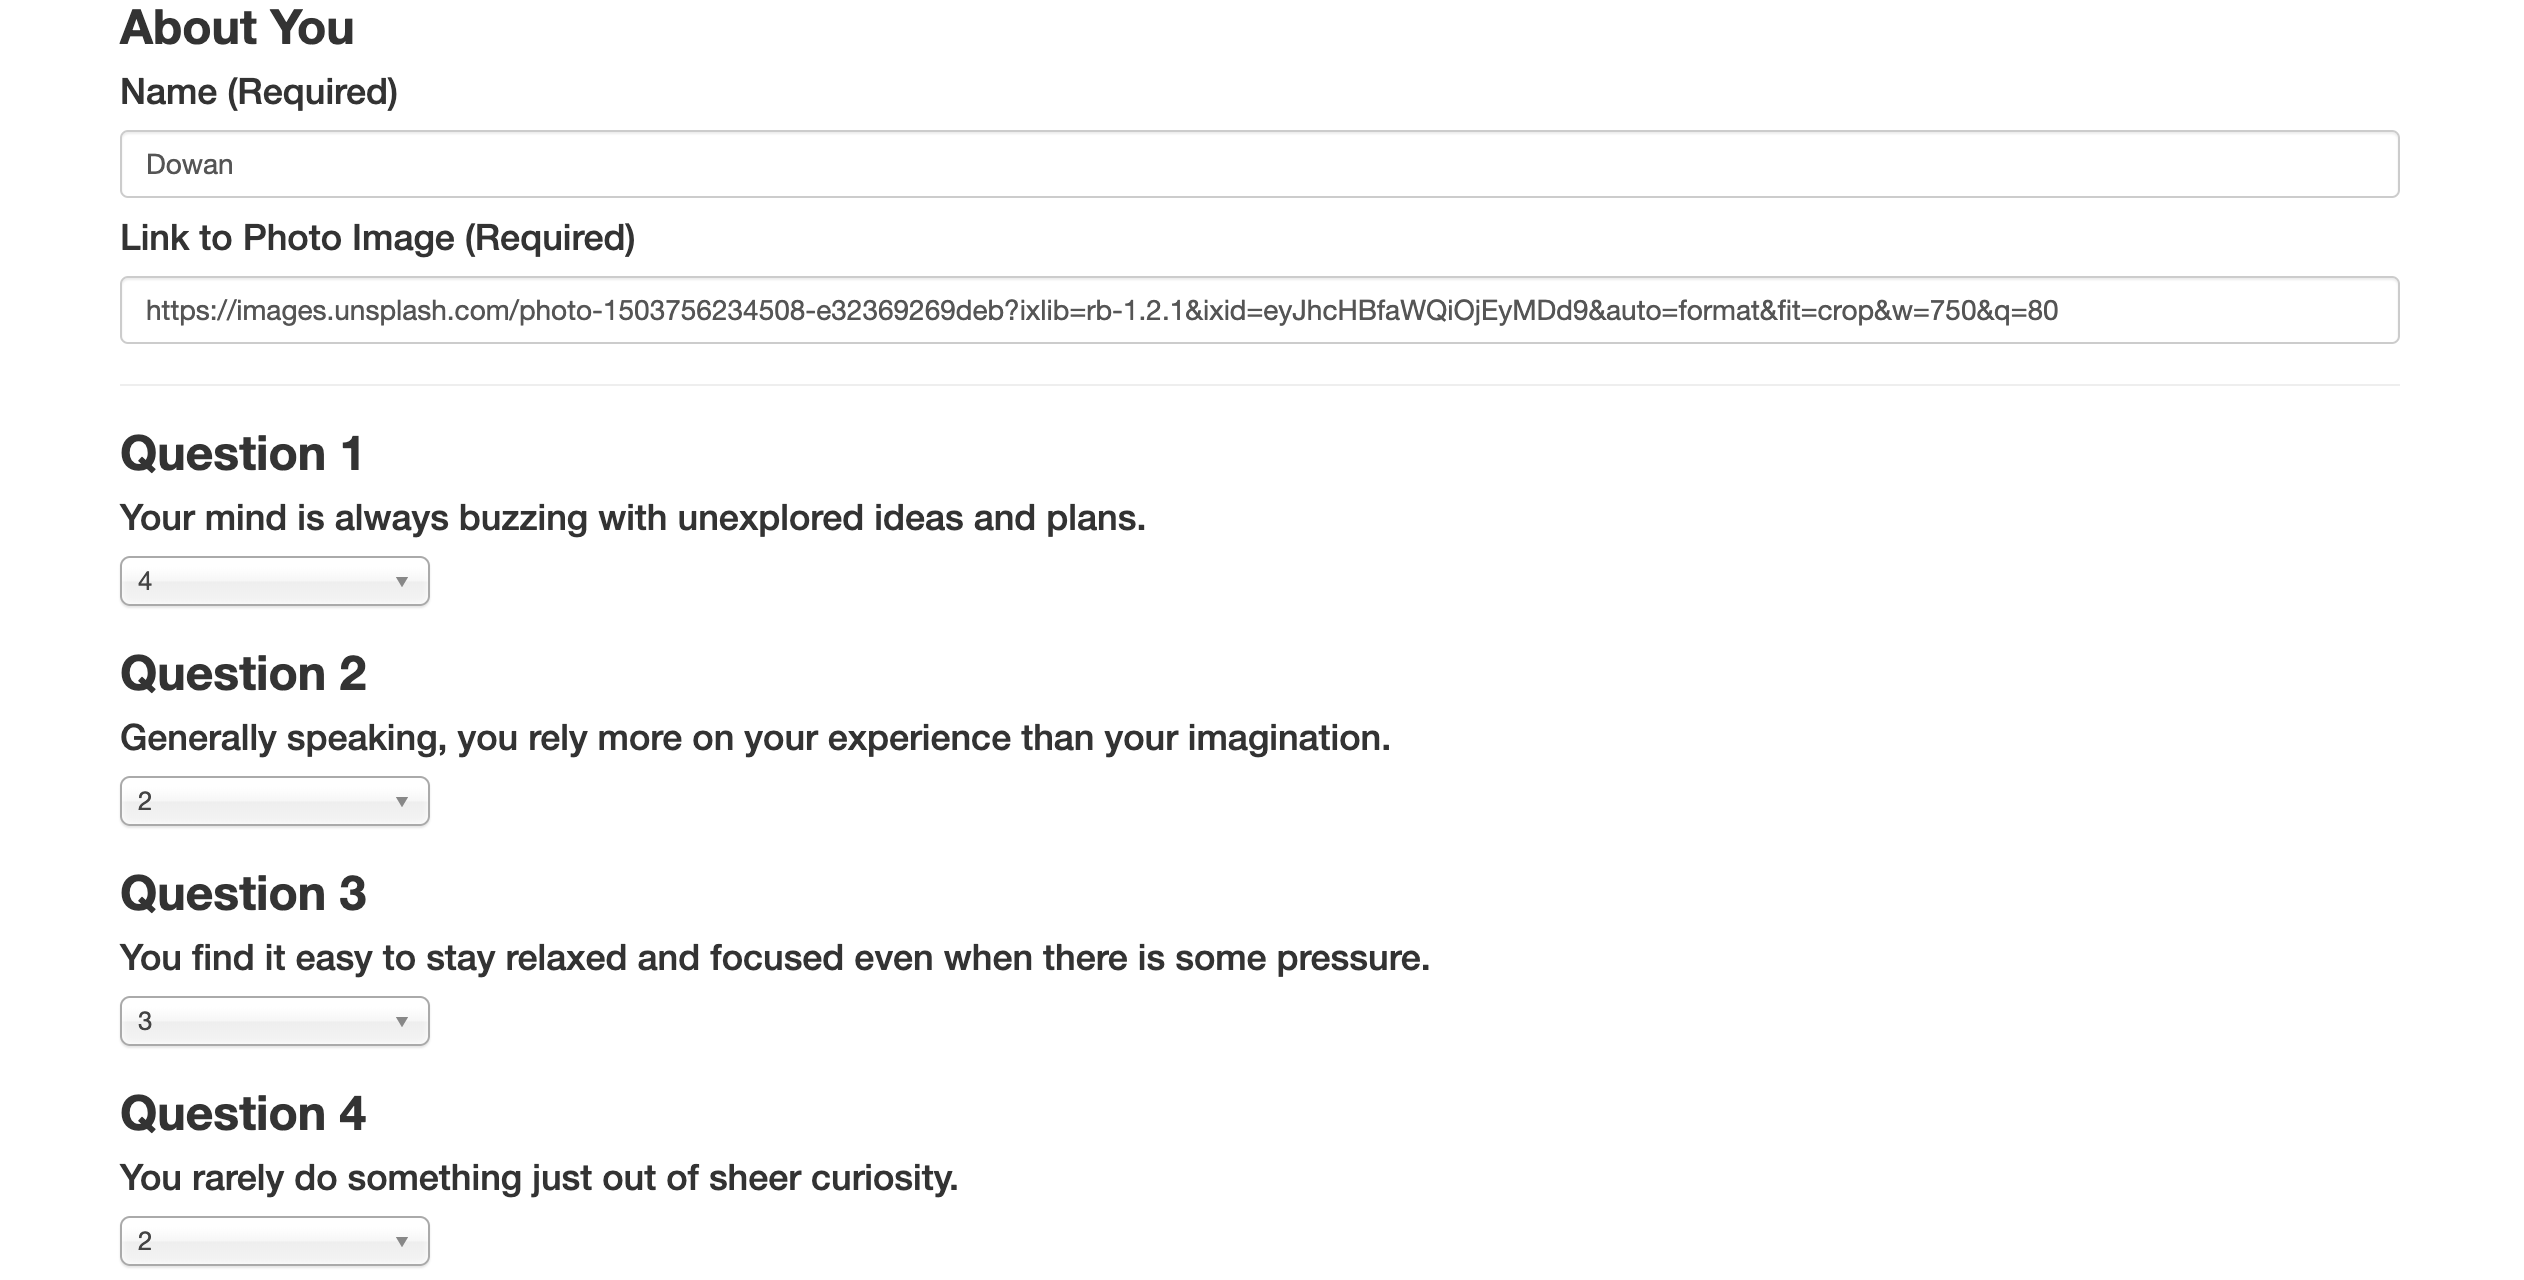 About You
Name (Required)
Dowan
Link to Photo Image (Required)
https://images.unsplash.com/photo-1503756234508-e32369269deb?ixlib=rb-1.2.1&ixid=eyJhcHBfaWQiOjEyMDd9&auto=format&fit=crop&w=750&q=80
Question 1
Your mind is always buzzing with unexplored ideas and plans.
4
Question 2
Generally speaking, you rely more on your experience than your imagination.
2
Question 3
You find it easy to stay relaxed and focused even when there is some pressure.
3
Question 4
You rarely do something just out of sheer curiosity.
2